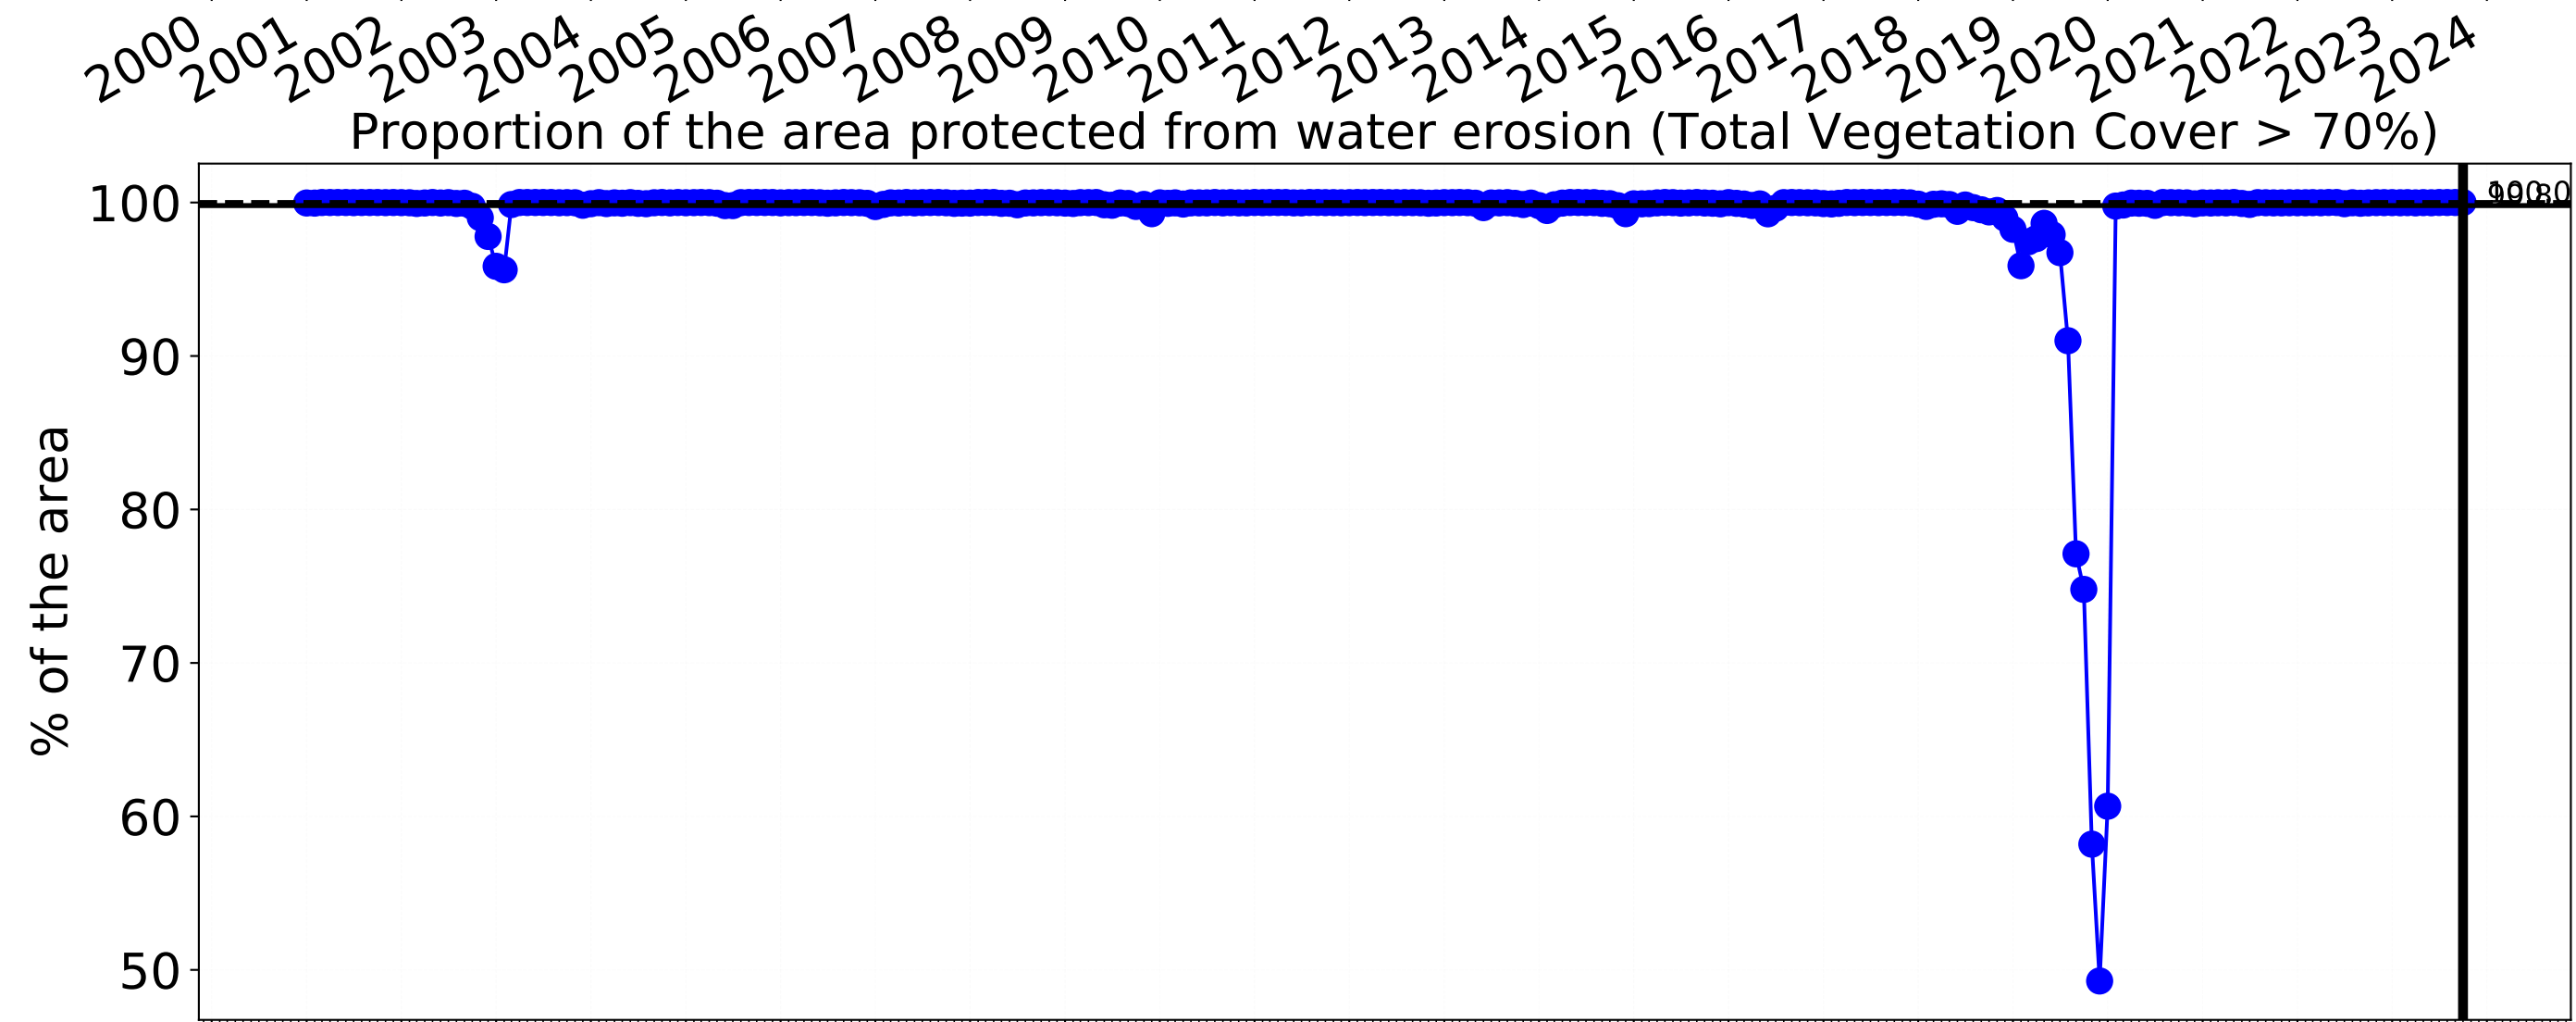 2000 2001 2002 2003 2004 2005 2006 2007 2008 2009 2010 2011 2012 2013 2014 2015 2016 2017 2018 2019 2020 2021 2022 2023 2024
Proportion of the area protected from water erosion (Total Vegetation Cover > 70%)
100
90
80
70
60
50
% of the area